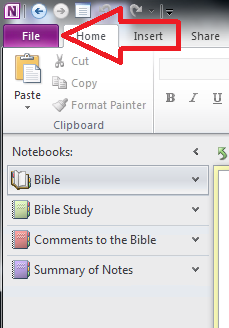 N
File Home Insert Share
Paste
Cut
Copy
Format Painter
B I U
Clipboard
Notebooks:
Bible
Bible Study
Comments to the Bible
Summary of Notes